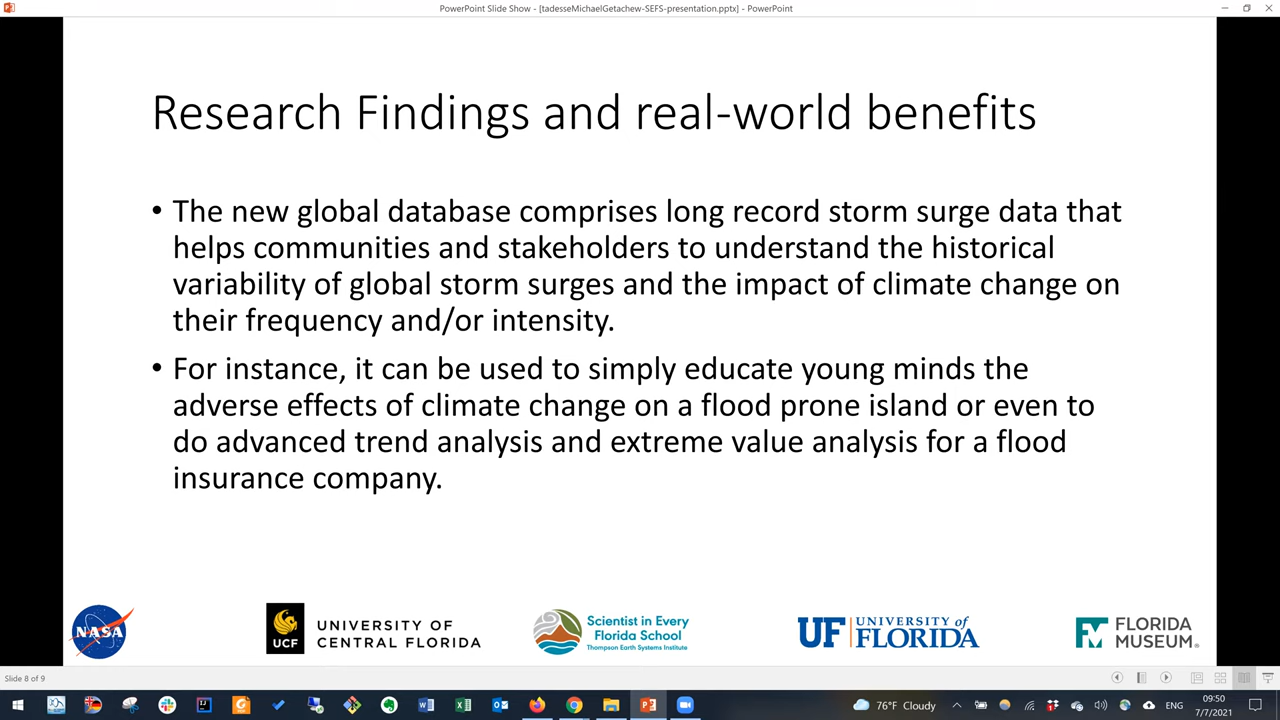 PowerPoint Slide Show - [tadesseMichaelGetachew-SEFS-presentation.pptx] - PowerPoint
Research Findings and real-world benefits
• The new global database comprises long record storm surge data that
helps communities and stakeholders to understand the historical
variability of global storm surges and the impact of climate change on
their frequency and/or intensity.
• For instance, it can be used to simply educate young minds the
adverse effects of climate change on a flood prone island or even to
do advanced trend analysis and extreme value analysis for a flood
insurance company.
NASA
UCF
UNIVERSITY OF
CENTRAL FLORIDA
Scientist in Every
Florida School
Thompson Earth Systems Institute
UF
UNIVERSITY of
FLORIDA
FLORIDA
MUSEUM®
Slide 8 of 9
76°F Cloudy
ENG
09:50
7/7/2021